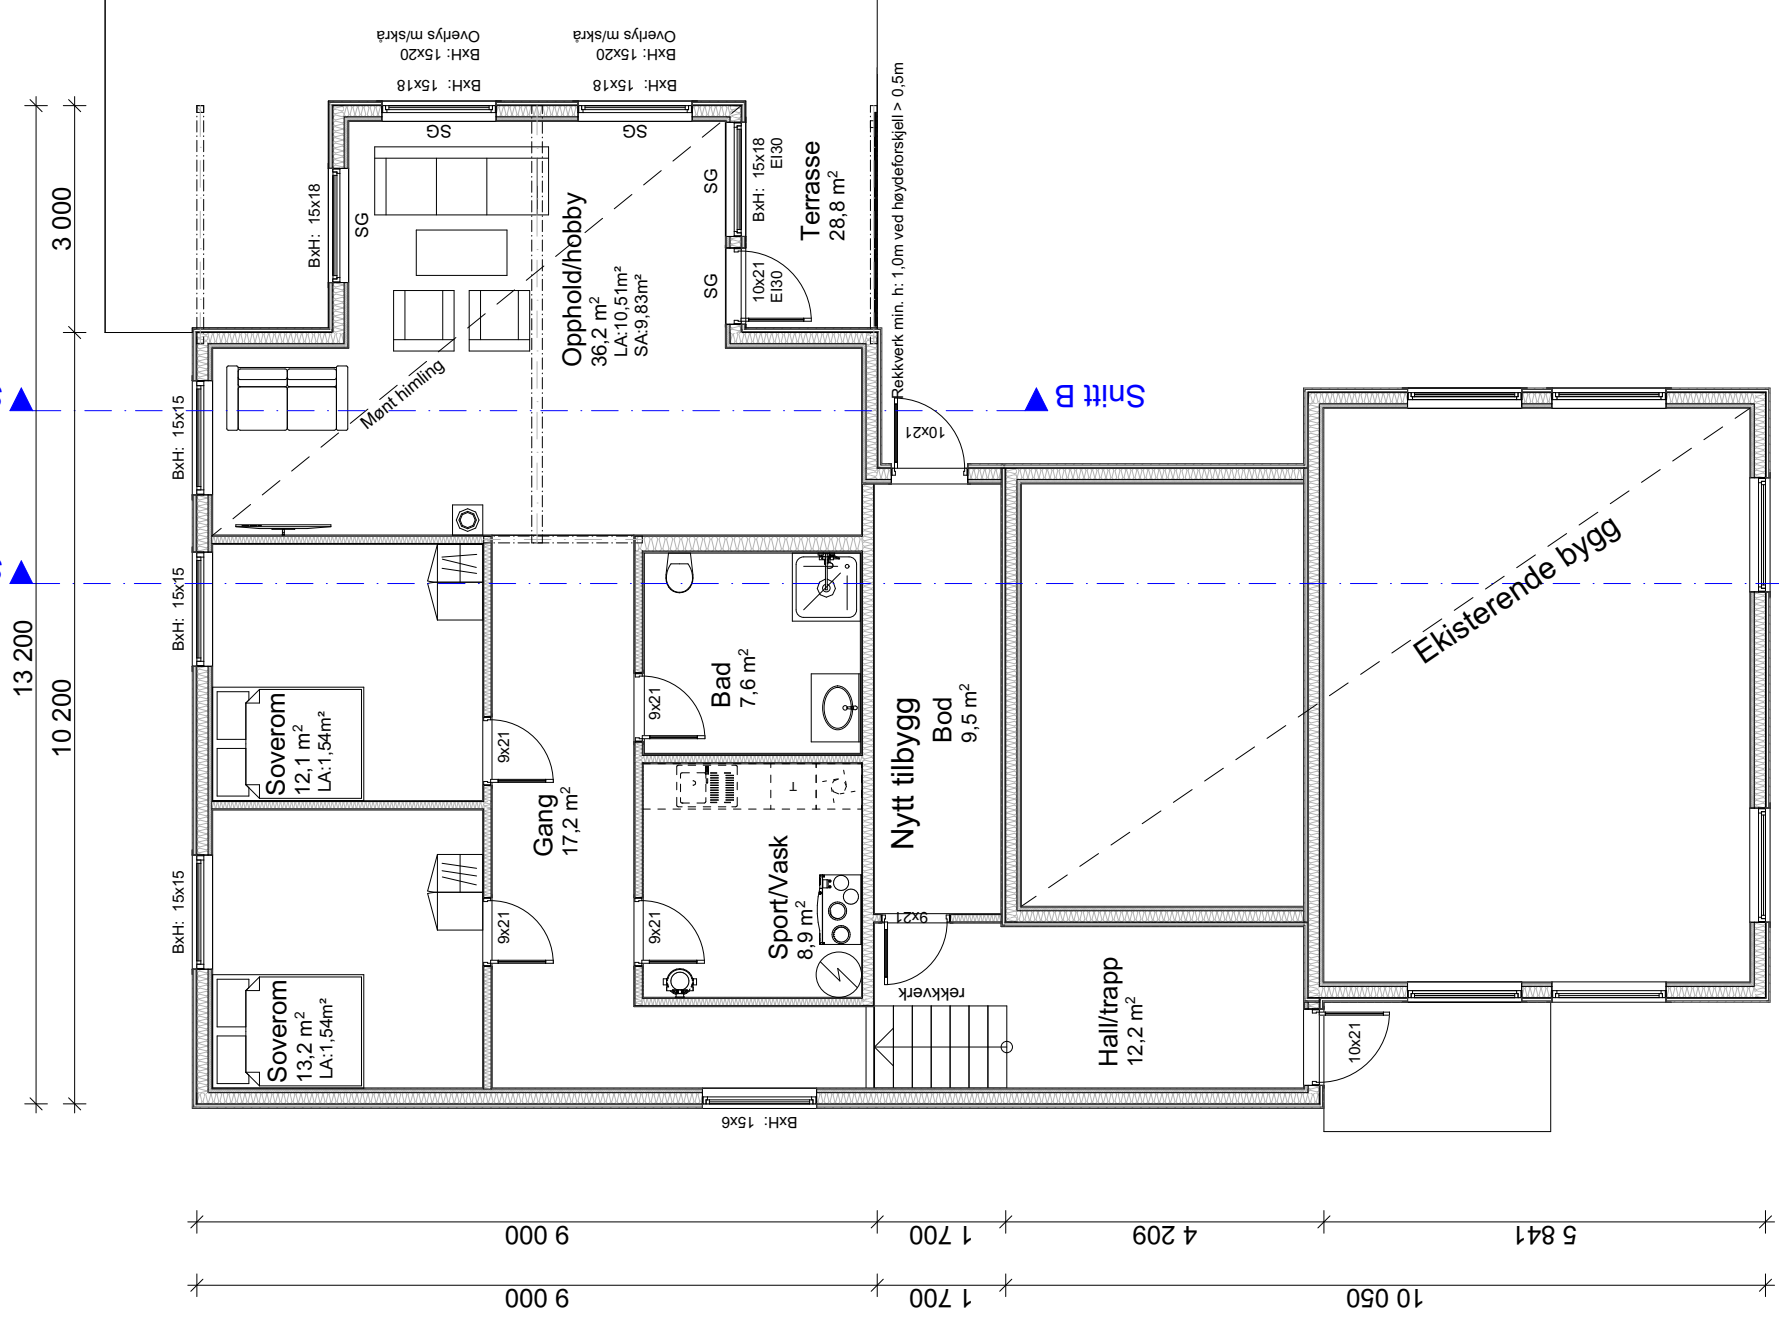 Overlys m/skrå
BxH: 15x20
BxH: 15x18
Overlys m/skrå
BxH: 15x20
BxH: 15x18
SG
SG
BxH: 15x18
SG
SG
BxH: 15x18
EI30
SG
10x21
EI30
Terrasse
28,8 m²
Rekkverk min. h: 1,0m ved høydeforskjell > 0,5m
Opphold/hobby
36,2 m²
LA:10,51m²
SA:9,83m²
Mønt himling
3 000
13 200
10 200
BxH: 15x15
BxH: 15x15
BxH: 15x15
Snitt B
10x21
Soverom
12,1 m²
LA:1,54m²
9x21
Gang
17,2 m²
Bad
7,6 m²
9x21
Nytt tilbygg
Bod
9,5 m²
Ekisterende bygg
Soverom
13,2 m²
LA:1,54m²
9x21
9x21
Sport/Vask
8,9 m²
T
9x21
rekkverk
Hall/trapp
12,2 m²
10x21
BxH: 15x6
9 000
1 700
4 209
5 841
9 000
1 700
10 050